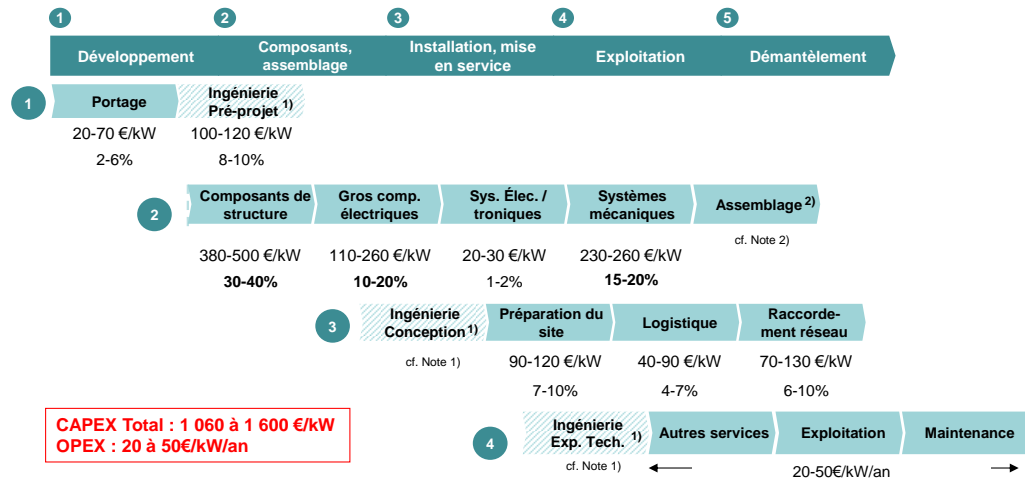 1
2
3
4
5
Développement
Composants,
assemblage
Installation, mise
en service
Exploitation
Démantèlement
1
Portage
Ingénierie
Pré-projet 1)
20-70 €/kW
100-120 €/kW
2-6%
8-10%
2
Composants de
structure
Gros comp.
électriques
Sys. Élec. /
troniques
Systèmes
mécaniques
Assemblage 2)
cf. Note 2)
380-500 €/kW
110-260 €/kW
20-30 €/kW
230-260 €/kW
30-40%
10-20%
1-2%
15-20%
3
Ingénierie
Conception 1)
Préparation du
site
Logistique
Raccorde-
ment réseau
cf. Note 1)
90-120 €/kW
40-90 €/kW
70-130 €/kW
7-10%
4-7%
6-10%
CAPEX Total : 1 060 à 1 600 €/kW
OPEX : 20 à 50€/kW/an
4
Ingénierie
Exp. Tech. 1)
Autres services
Exploitation
Maintenance
cf. Note 1)
20-50€/kW/an